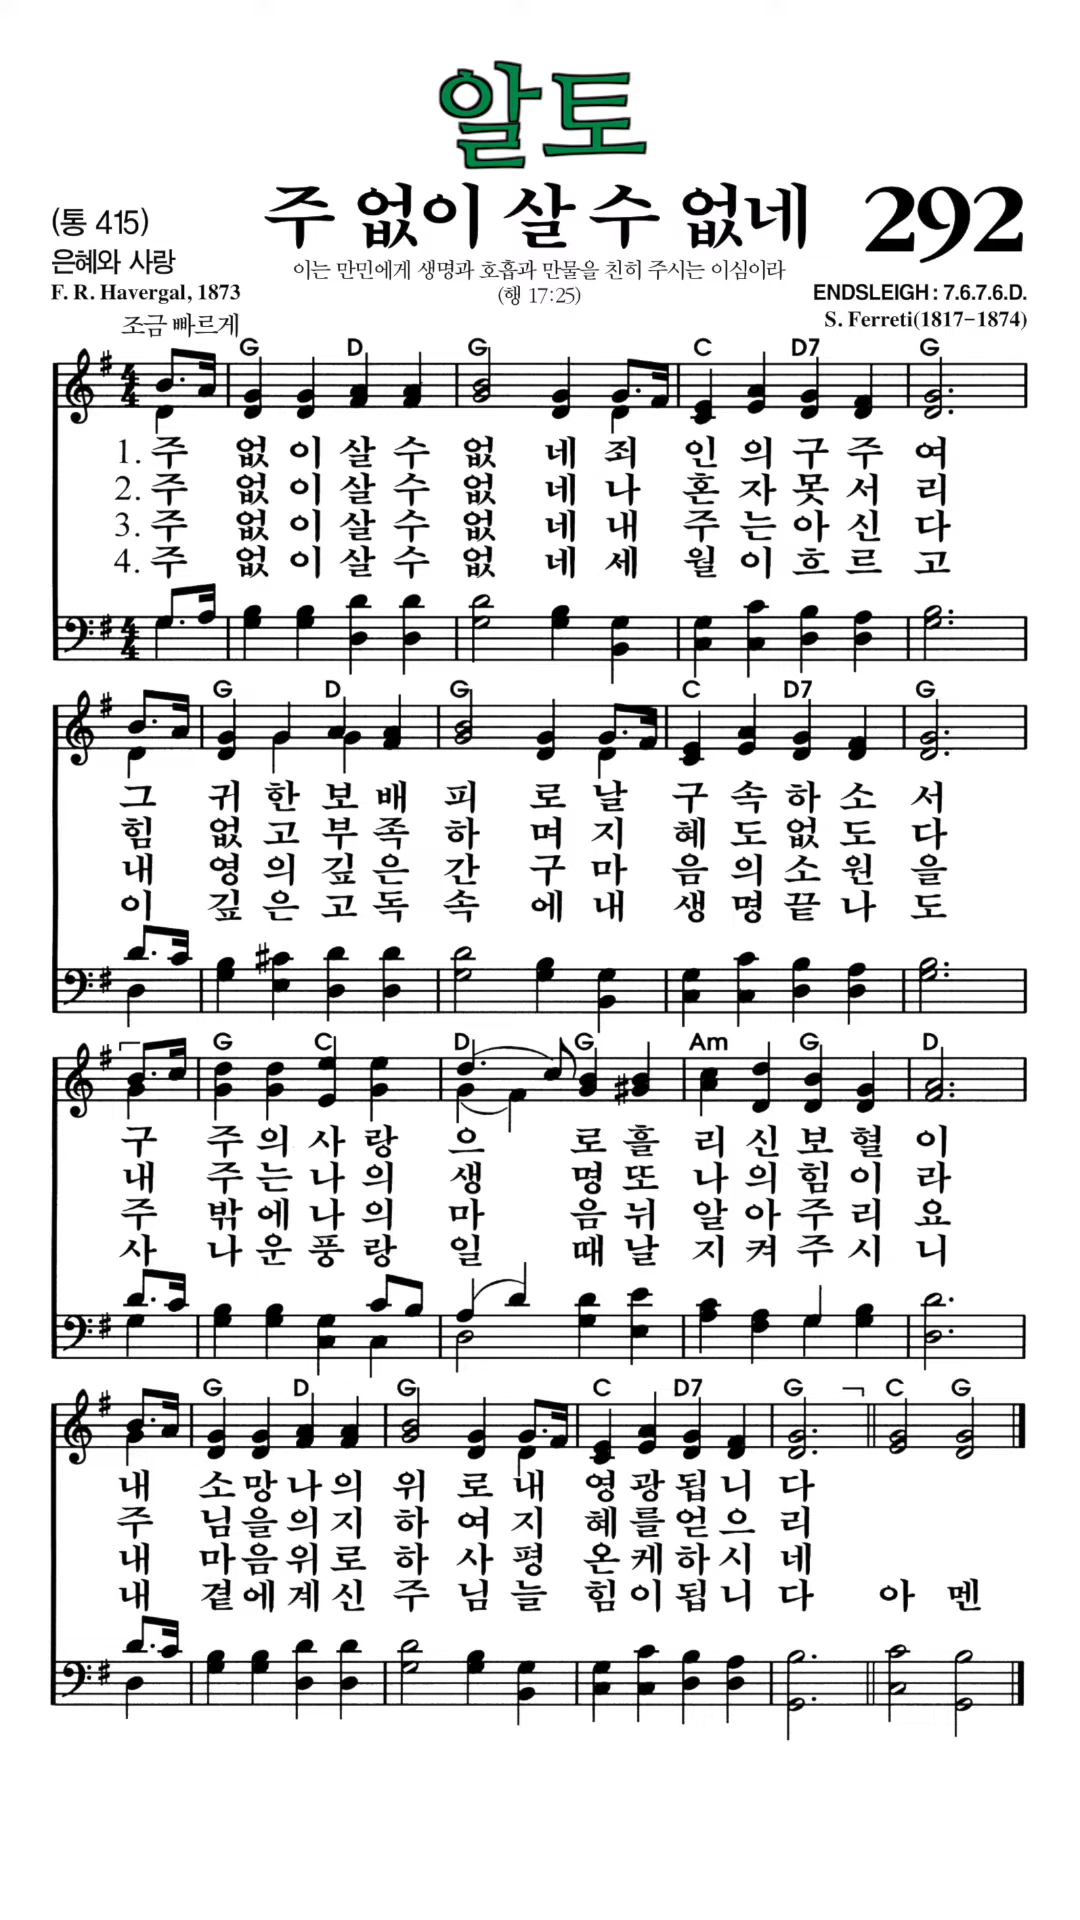 알토
(통 415)
주 없이 살 수 없네
292
은혜와 사랑
이는 만민에게 생명과 호흡과 만물을 친히 주시는 이심이라
F. R. Havergal, 1873
(행 17:25)
ENDSLEIGH : 7.6.7.6.D.
조금 빠르게
S. Ferreti(1817-1874)
G D G C D7 G
1. 주 없 이 살 수 없 네 죄 인 의 구 주 여
2. 주 없 이 살 수 없 네 나 혼 자 못 서 리
3. 주 없 이 살 수 없 네 내 주 는 아 신 다
4. 주 없 이 살 수 없 네 세 월 이 흐 르 고
G D G C D7 G
그 귀 한 보 배 피 로 날 구 속 하 소 서
힘 없 고 부 족 하 며 지 혜 도 없 도 다
내 영 의 깊 은 간 구 마 음 의 소 원 을
이 깊 은 고 독 속 에 내 생 명 끝 나 도
G C D G Am G D
구 주 의 사 랑 으 로 흘 리 신 보 혈 이
내 주 는 나 의 생 명 또 나 의 힘 이 라
주 밖 에 나 의 마 음 뉘 알 아 주 리 요
사 나 운 풍 랑 일 때 날 지 켜 주 시 니
G D G C D7 G C G
내 소 망 나 의 위 로 내 영 광 됩 니 다
주 님 을 의 지 하 여 지 혜 를 얻 으 리
내 마 음 위 로 하 사 평 온 케 하 시 네
내 곁 에 계 신 주 님 늘 힘 이 됩 니 다 아 멘